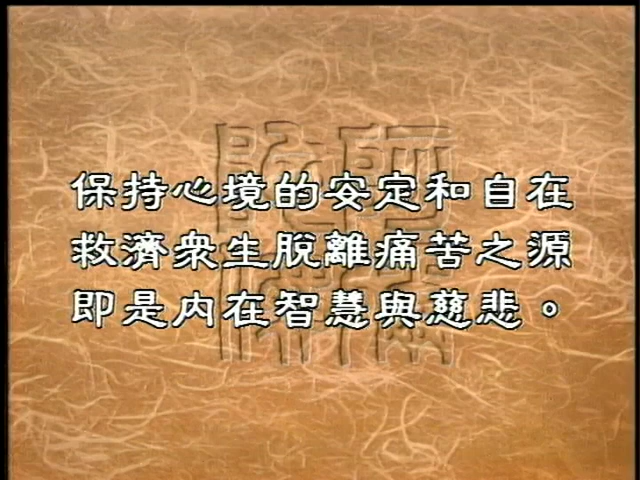 保持心境的安定和自在
救濟衆生脫離痛苦之源
即是內在智慧與慈悲。